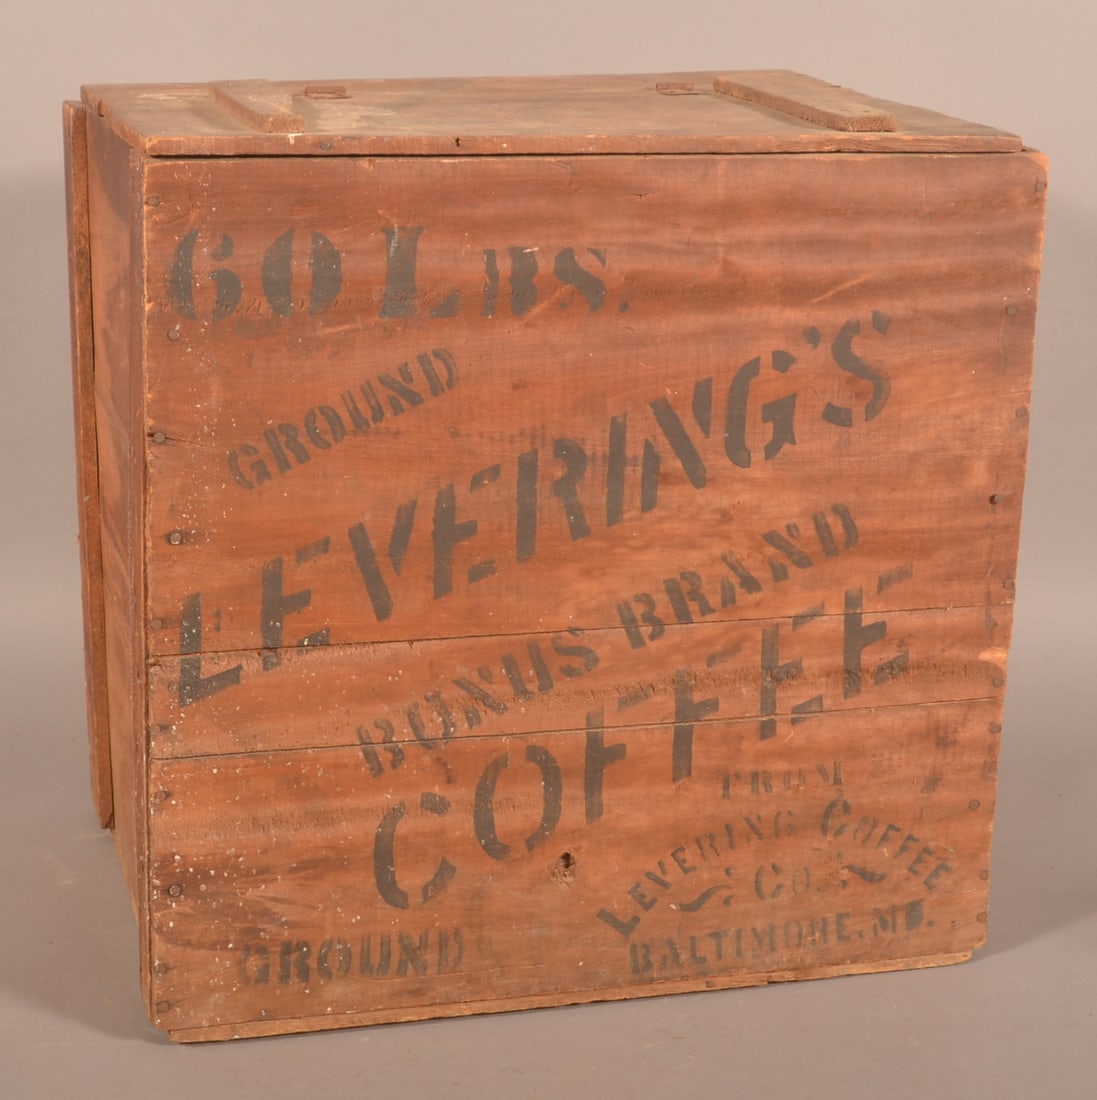 60 LBS.
GROUND
LEVERING'S
BONUS BRAND
COFFEE
FROM
LEVERING COFFEE
CO.
BALTIMORE, MD.
GROUND